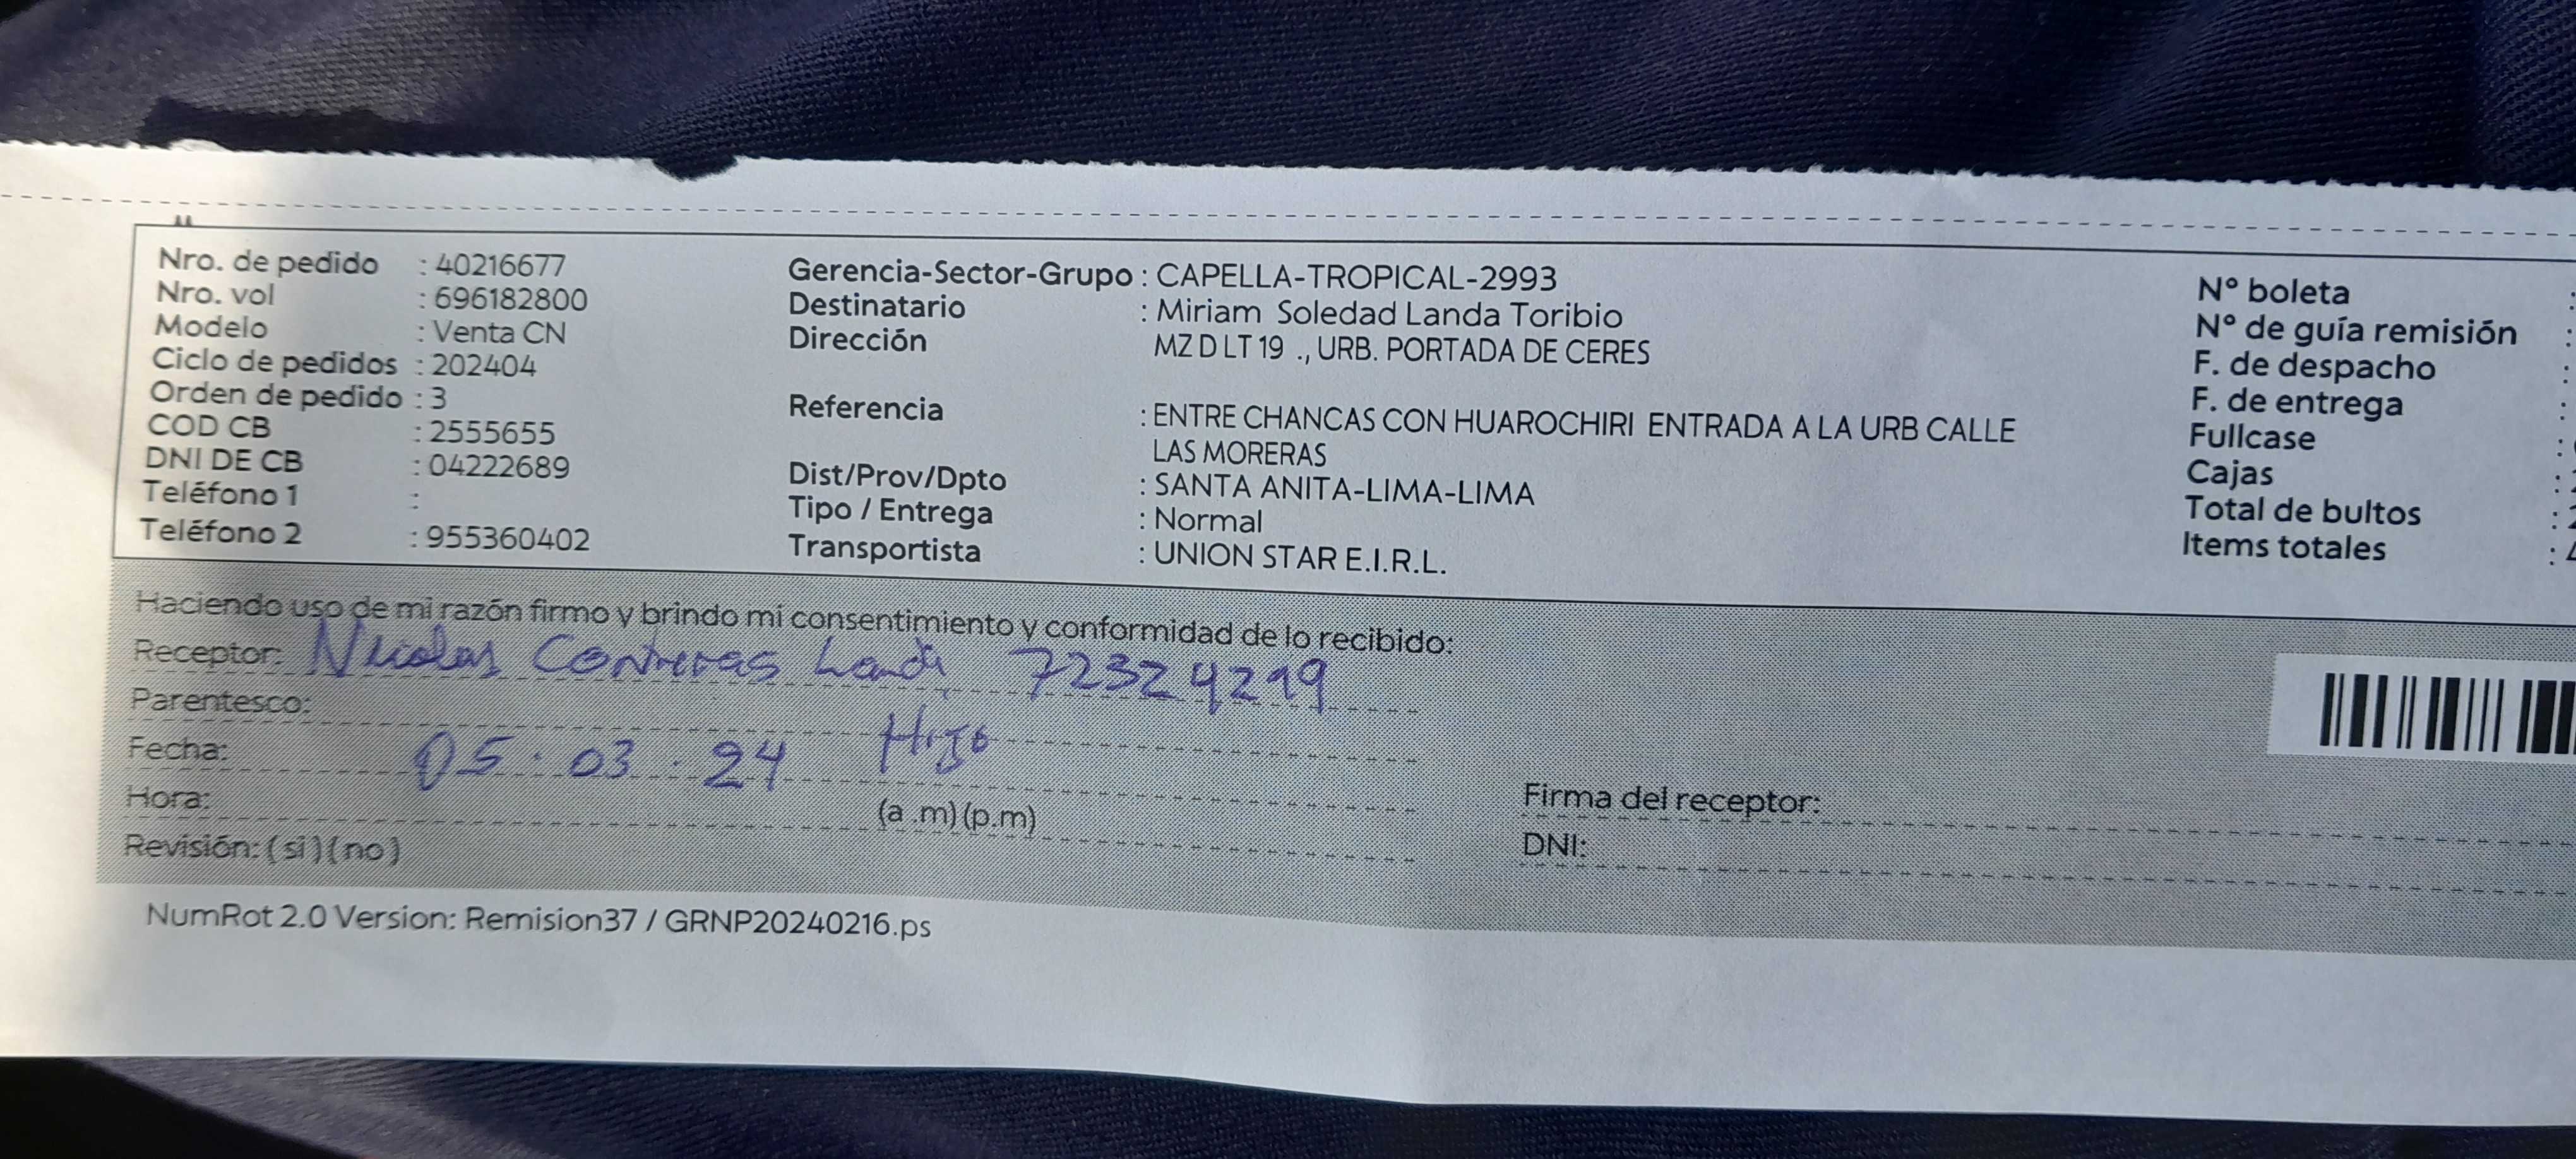 Nro. de pedido : 40216677
Nro. vol : 696182800
Modelo : Venta CN
Ciclo de pedidos : 202404
Orden de pedido : 3
COD CB : 2555655
DNI DE CB : 04222689
Teléfono 1 :
Teléfono 2 : 955360402
Gerencia-Sector-Grupo : CAPELLA-TROPICAL-2993
Destinatario : Miriam Soledad Landa Toribio
Dirección MZ D LT 19 ., URB. PORTADA DE CERES
Referencia : ENTRE CHANCAS CON HUAROCHIRI ENTRADA A LA URB CALLE
LAS MORERAS
Dist/Prov/Dpto : SANTA ANITA-LIMA-LIMA
Tipo / Entrega : Normal
Transportista : UNION STAR E.I.R.L.
N° boleta :
N° de guía remisión :
F. de despacho :
F. de entrega :
Fullcase :
Cajas :
Total de bultos :
Items totales :
Haciendo uso de mi razón firmo y brindo mi consentimiento y conformidad de lo recibido:
Receptor: Nicolas Contreras Landa 72324299
Parentesco: Hijo
Fecha: 05.03.24
Hora: (a .m)(p.m)
Revisión: (si)(no)
Firma del receptor:
DNI:
NumRot 2.0 Version: Remision37 / GRNP20240216.ps